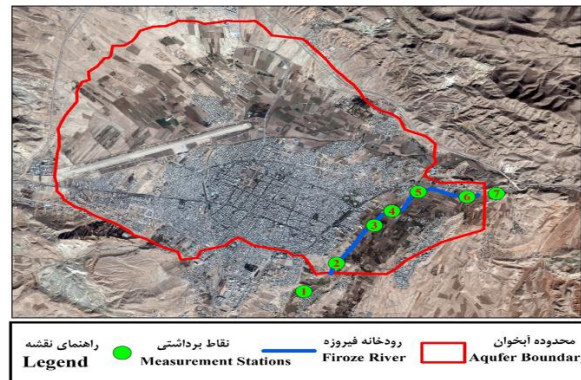 1
2
3
4
5
6
7
راهنمای نقشه
نقاط برداشتی
رودخانه فیروزه
محدوده آبخوان
Legend
Measurement Stations
Firoze River
Aqufer Boundar